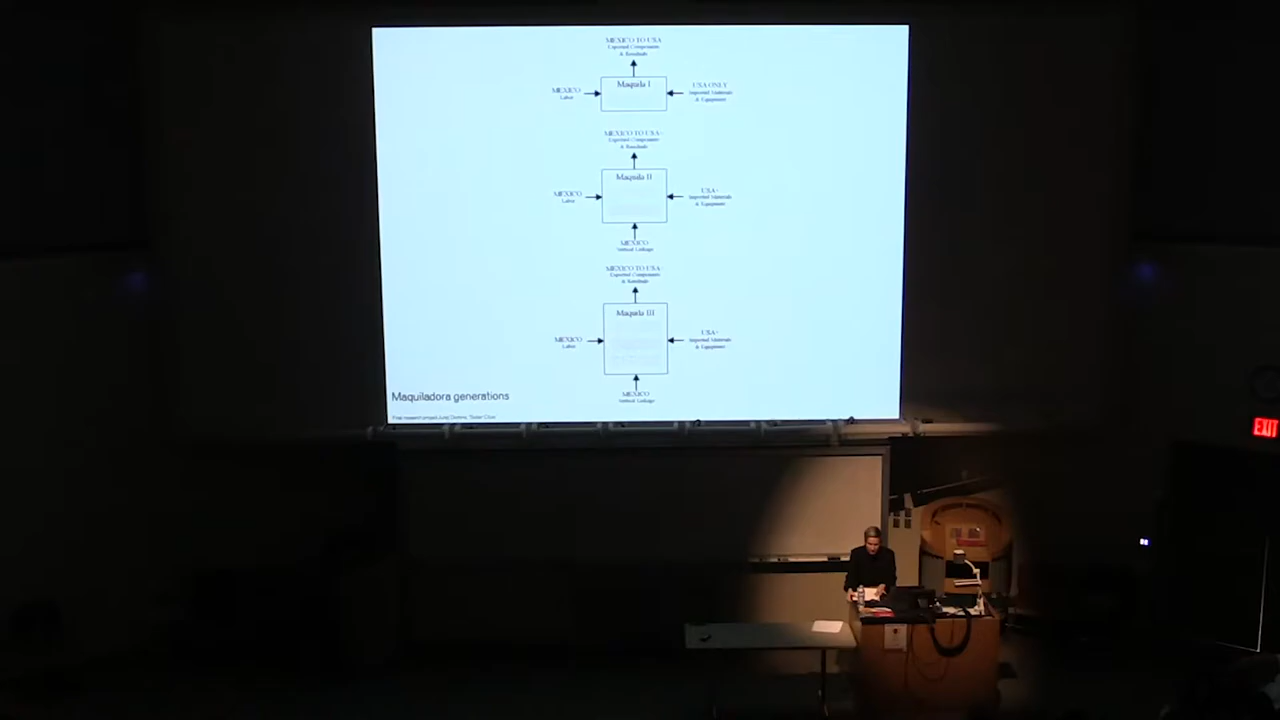 MEXICO TO USA
Exported Components
& Residuals
Maquila I
MEXICO
Labor
USA ONLY
Imported Materials
& Equipment
MEXICO TO USA+
Exported Components
& Residuals
Maquila II
MEXICO
Labor
USA+
Imported Materials
& Equipment
MEXICO
Vertical Linkage
MEXICO TO USA+
Exported Components
& Residuals
Maquila III
MEXICO
Labor
USA+
Imported Materials
& Equipment
MEXICO
Vertical Linkage
Maquiladora generations
EXIT